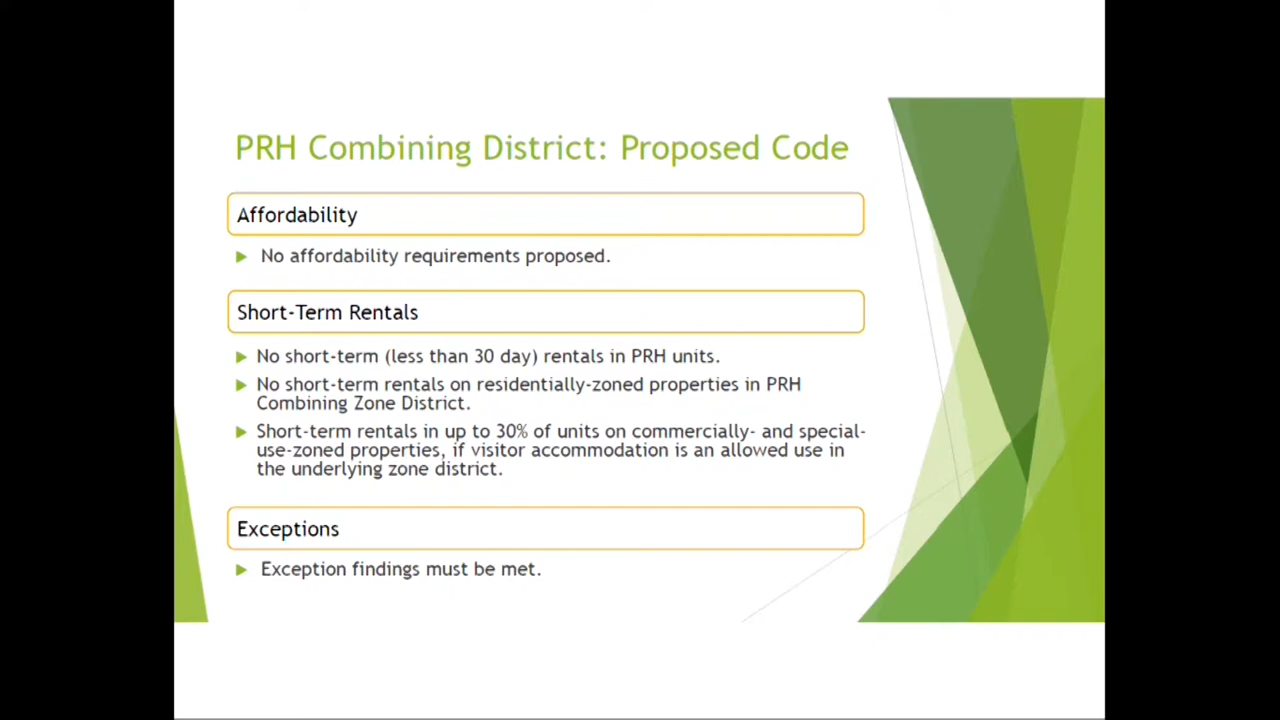 PRH Combining District: Proposed Code
Affordability
No affordability requirements proposed.
Short-Term Rentals
No short-term (less than 30 day) rentals in PRH units.
No short-term rentals on residentially-zoned properties in PRH
Combining Zone District.
Short-term rentals in up to 30% of units on commercially- and special-
use-zoned properties, if visitor accommodation is an allowed use in
the underlying zone district.
Exceptions
Exception findings must be met.